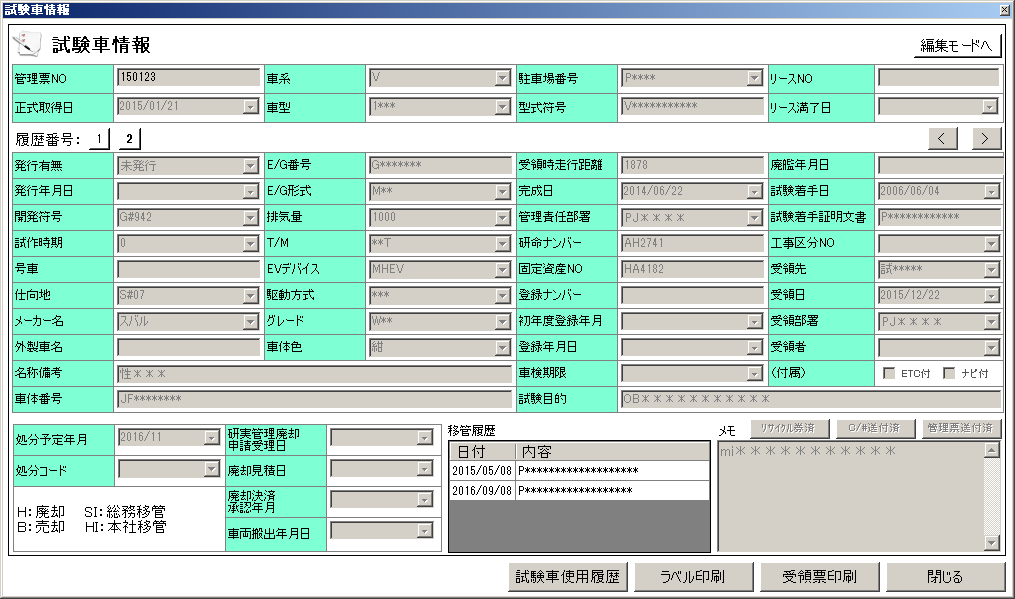 試験車情報
試験車情報
編集モードへ
管理票NO 150123 車系 V 駐車場番号 P**** リースNO
正式取得日 2015/01/21 車型 1*** 型式符号 V*********** リース満了日
履歴番号: 1 2 < >
発行有無 未発行 E/G番号 G******* 受領時走行距離 1878 廃艦年月日
発行年月日 E/G形式 M** 完成日 2014/06/22 試験着手日 2006/06/04
開発符号 G#942 排気量 1000 管理責任部署 PJ＊＊＊＊ 試験着手証明文書 P************
試作時期 0 T/M **T 研命ナンバー AH2741 工事区分NO
号車 EVデバイス MHEV 固定資産NO HA4182 受領先 試*****
仕向地 S#07 駆動方式 *** 登録ナンバー 受領日 2015/12/22
メーカー名 スバル グレード W** 初年度登録年月 受領部署 PJ＊＊＊＊
外製車名 車体色 紺 登録年月日 受領者
名称備考 性＊＊＊ 車検期限 (付属) ETC付 ナビ付
車体番号 JF******** 試験目的 OB＊＊＊＊＊＊＊＊＊＊＊
処分予定年月 2016/11 研実管理廃却
申請受理日 移管履歴 メモ リサイクル券済 C/#送付済 管理票送付済
処分コード 廃却見積日 日付 内容 mi＊＊＊＊＊＊＊＊＊＊＊
2015/05/08 P********************
2016/09/08 P*******************
H:廃却 SI:総務移管 廃却決済
承認年月
B:売却 HI:本社移管 車両搬出年月日
試験車使用履歴 ラベル印刷 受領票印刷 閉じる